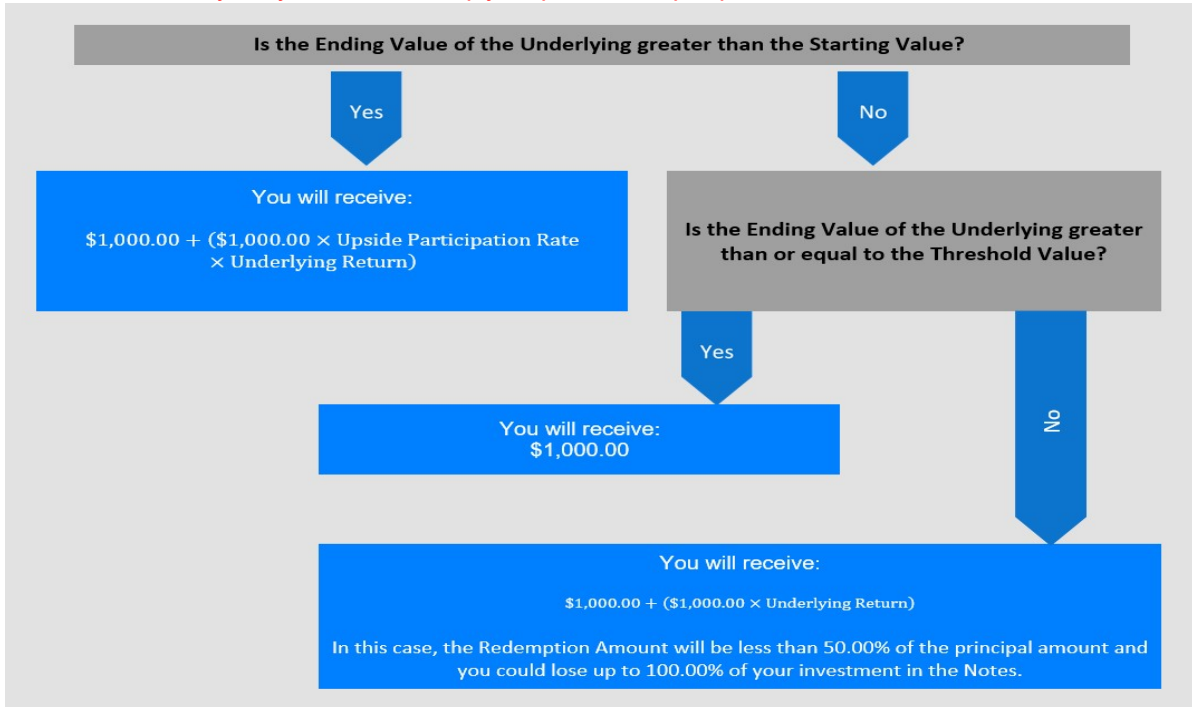 Is the Ending Value of the Underlying greater than the Starting Value?
Yes
No
You will receive:
$1,000.00 + ($1,000.00 × Upside Participation Rate
× Underlying Return)
Is the Ending Value of the Underlying greater
than or equal to the Threshold Value?
Yes
No
You will receive:
$1,000.00
You will receive:
$1,000.00 + ($1,000.00 × Underlying Return)
In this case, the Redemption Amount will be less than 50.00% of the principal amount and
you could lose up to 100.00% of your investment in the Notes.